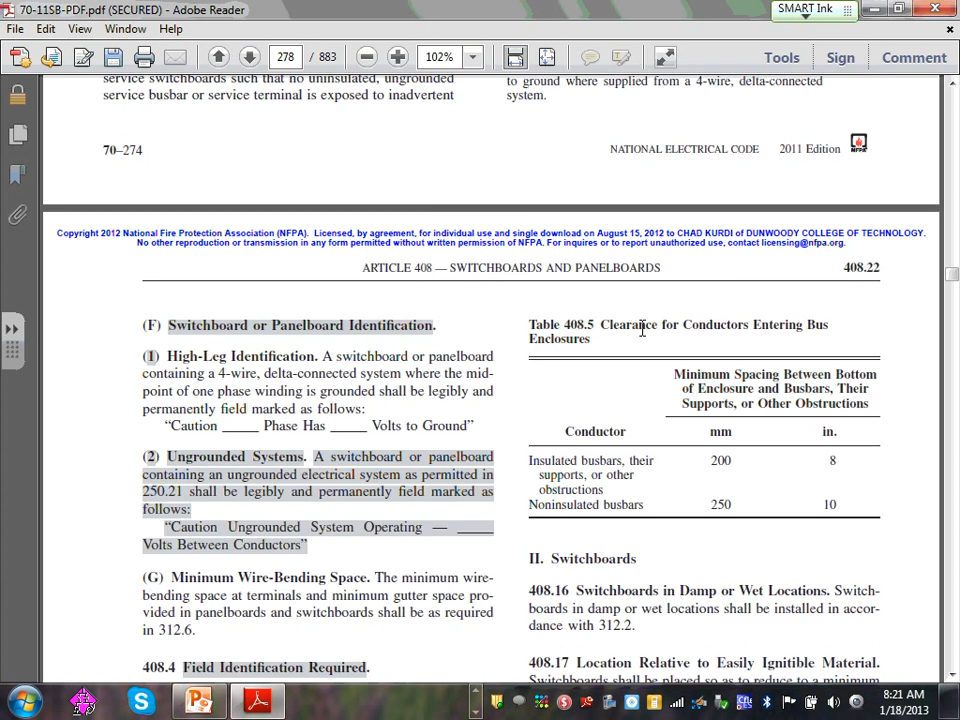 70-11SB-PDF.pdf (SECURED) - Adobe Reader
SMART Ink
File Edit View Window Help
278 / 883
102%
Tools Sign Comment
service switchboards such that no uninsulated, ungrounded
service busbar or service terminal is exposed to inadvertent
to ground where supplied from a 4-wire, delta-connected
system.
70–274
NATIONAL ELECTRICAL CODE 2011 Edition
NFPA
Copyright 2012 National Fire Protection Association (NFPA). Licensed, by agreement, for individual use and single download on August 15, 2012 to CHAD KURDI of DUNWOODY COLLEGE OF TECHNOLOGY.
No other reproduction or transmission in any form permitted without written permission of NFPA. For inquires or to report unauthorized use, contact licensing@nfpa.org.
ARTICLE 408 — SWITCHBOARDS AND PANELBOARDS
408.22
(F) Switchboard or Panelboard Identification.
(1) High-Leg Identification. A switchboard or panelboard
containing a 4-wire, delta-connected system where the mid-
point of one phase winding is grounded shall be legibly and
permanently field marked as follows:
“Caution _____ Phase Has _____ Volts to Ground”
(2) Ungrounded Systems. A switchboard or panelboard
containing an ungrounded electrical system as permitted in
250.21 shall be legibly and permanently field marked as
follows:
“Caution Ungrounded System Operating — _____
Volts Between Conductors”
(G) Minimum Wire-Bending Space. The minimum wire-
bending space at terminals and minimum gutter space pro-
vided in panelboards and switchboards shall be as required
in 312.6.
408.4 Field Identification Required.
Table 408.5 Clearance for Conductors Entering Bus
Enclosures
Minimum Spacing Between Bottom
of Enclosure and Busbars, Their
Supports, or Other Obstructions
Conductor mm in.
Insulated busbars, their 200 8
supports, or other
obstructions
Noninsulated busbars 250 10
II. Switchboards
408.16 Switchboards in Damp or Wet Locations. Switch-
boards in damp or wet locations shall be installed in accor-
dance with 312.2.
408.17 Location Relative to Easily Ignitible Material.
Switchboards shall be placed so as to reduce to a minimum
8:21 AM
1/18/2013